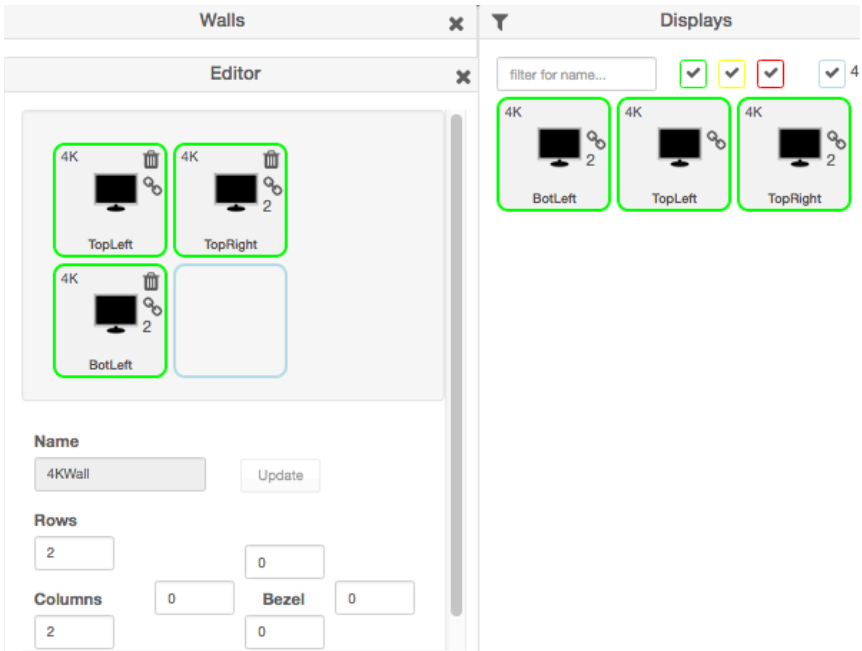 Walls
Editor
4K
TopLeft
4K
2
TopRight
4K
2
BotLeft
Name
4KWall
Update
Rows
2
0
Columns
0
Bezel
0
2
0
Displays
filter for name...
4
4K
2
BotLeft
4K
TopLeft
4K
2
TopRight